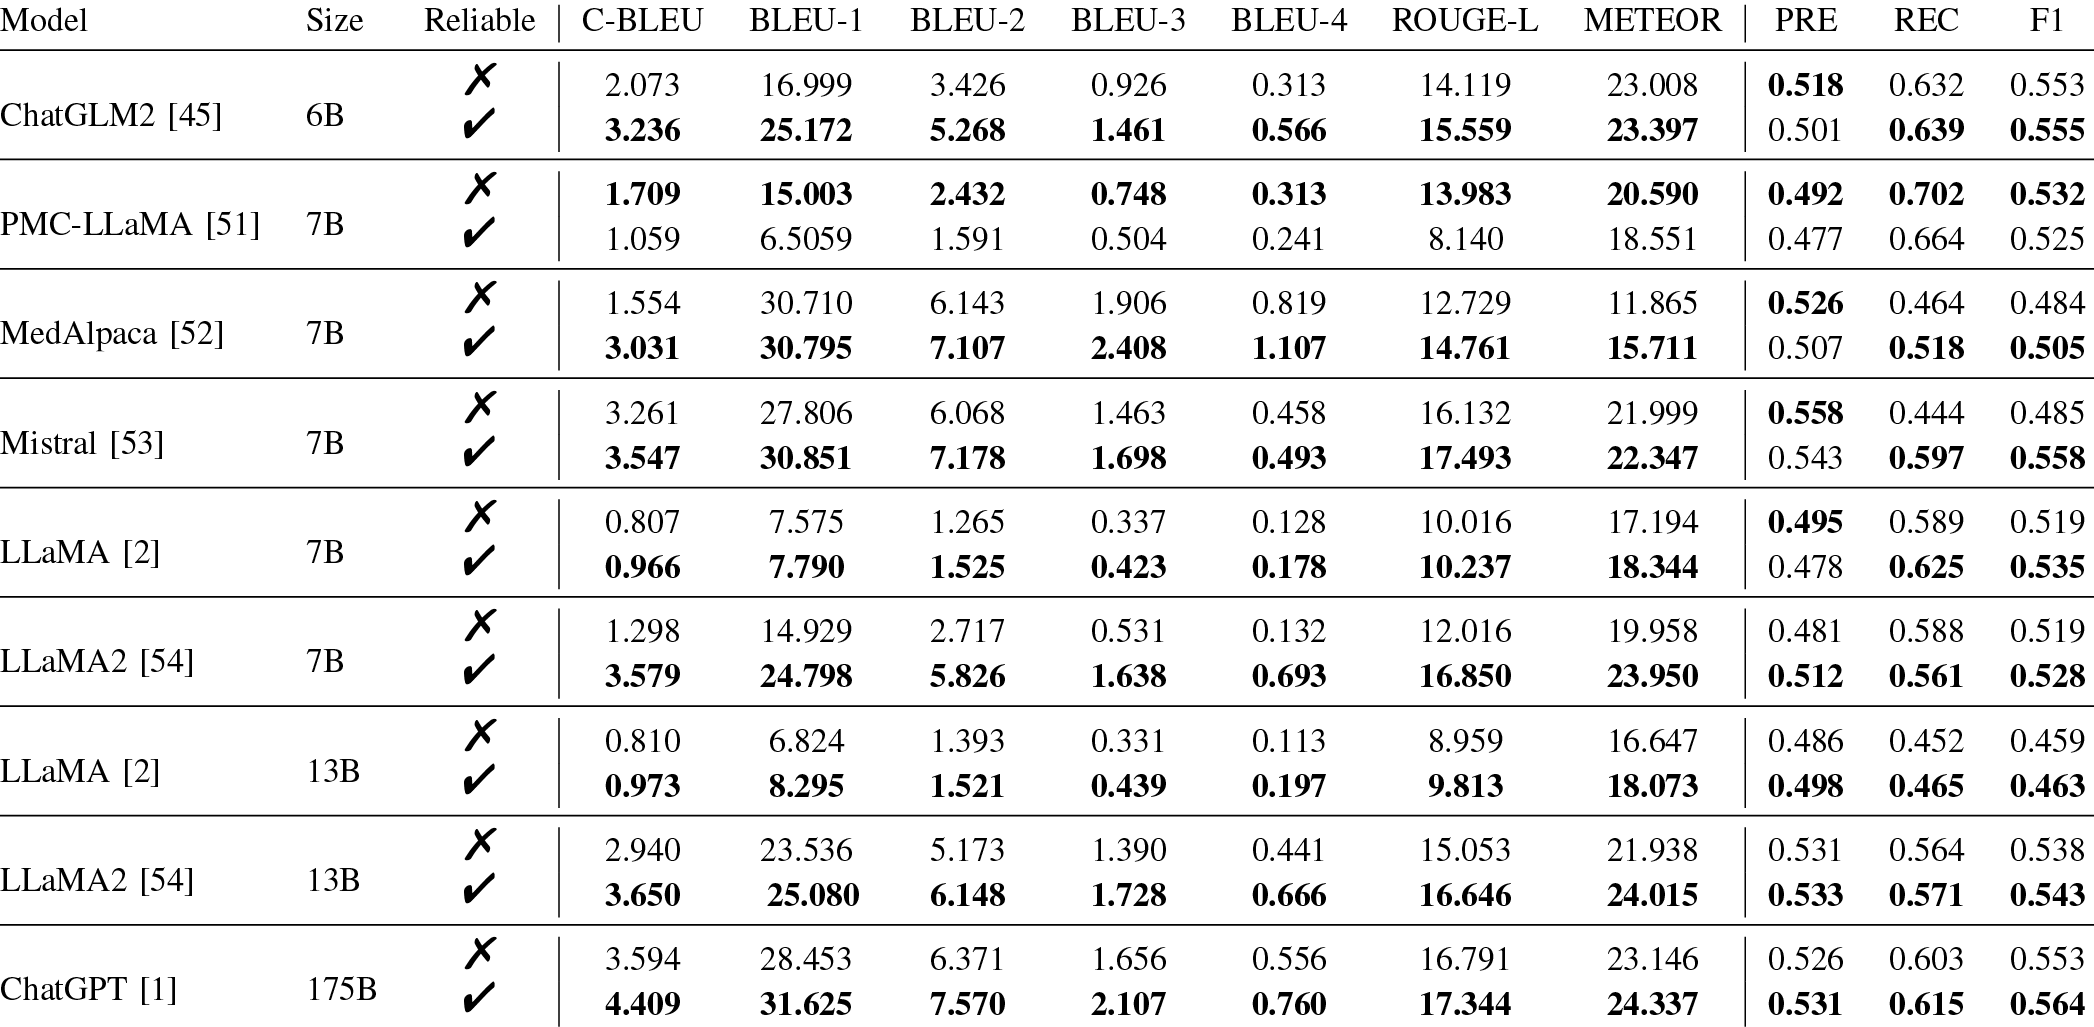 Model Size Reliable C-BLEU BLEU-1 BLEU-2 BLEU-3 BLEU-4 ROUGE-L METEOR PRE REC F1
✗ 2.073 16.999 3.426 0.926 0.313 14.119 23.008 0.518 0.632 0.553
ChatGLM2 [45] 6B
✔ 3.236 25.172 5.268 1.461 0.566 15.559 23.397 0.501 0.639 0.555
✗ 1.709 15.003 2.432 0.748 0.313 13.983 20.590 0.492 0.702 0.532
PMC-LLaMA [51] 7B
✔ 1.059 6.5059 1.591 0.504 0.241 8.140 18.551 0.477 0.664 0.525
✗ 1.554 30.710 6.143 1.906 0.819 12.729 11.865 0.526 0.464 0.484
MedAlpaca [52] 7B
✔ 3.031 30.795 7.107 2.408 1.107 14.761 15.711 0.507 0.518 0.505
✗ 3.261 27.806 6.068 1.463 0.458 16.132 21.999 0.558 0.444 0.485
Mistral [53] 7B
✔ 3.547 30.851 7.178 1.698 0.493 17.493 22.347 0.543 0.597 0.558
✗ 0.807 7.575 1.265 0.337 0.128 10.016 17.194 0.495 0.589 0.519
LLaMA [2] 7B
✔ 0.966 7.790 1.525 0.423 0.178 10.237 18.344 0.478 0.625 0.535
✗ 1.298 14.929 2.717 0.531 0.132 12.016 19.958 0.481 0.588 0.519
LLaMA2 [54] 7B
✔ 3.579 24.798 5.826 1.638 0.693 16.850 23.950 0.512 0.561 0.528
✗ 0.810 6.824 1.393 0.331 0.113 8.959 16.647 0.486 0.452 0.459
LLaMA [2] 13B
✔ 0.973 8.295 1.521 0.439 0.197 9.813 18.073 0.498 0.465 0.463
✗ 2.940 23.536 5.173 1.390 0.441 15.053 21.938 0.531 0.564 0.538
LLaMA2 [54] 13B
✔ 3.650 25.080 6.148 1.728 0.666 16.646 24.015 0.533 0.571 0.543
✗ 3.594 28.453 6.371 1.656 0.556 16.791 23.146 0.526 0.603 0.553
ChatGPT [1] 175B
✔ 4.409 31.625 7.570 2.107 0.760 17.344 24.337 0.531 0.615 0.564